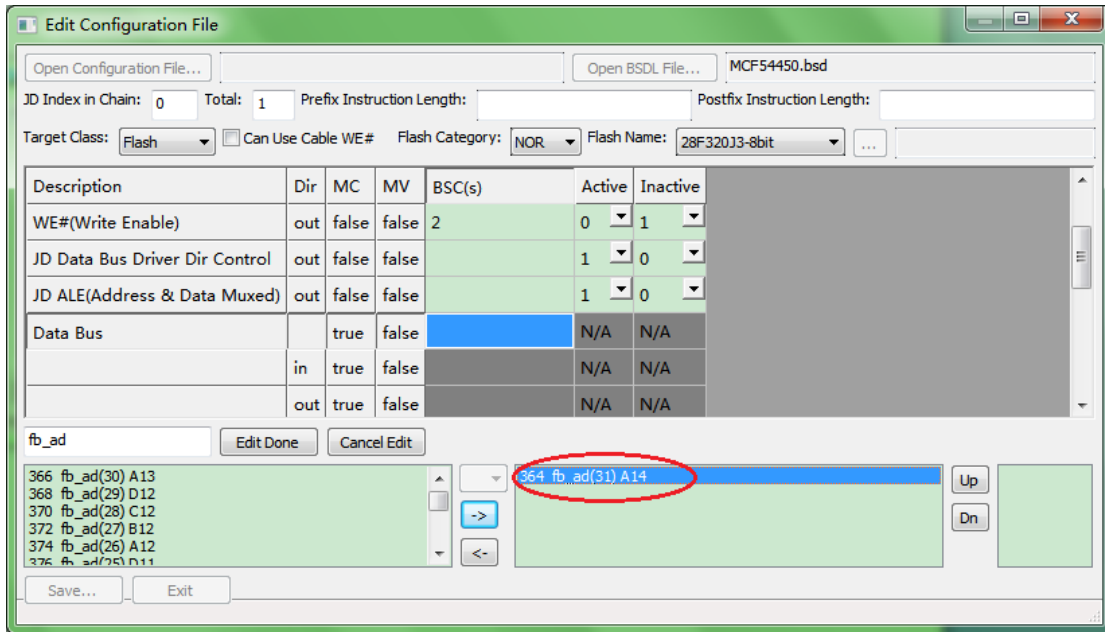 Edit Configuration File
Open Configuration File... Open BSDL File... MCF54450.bsd
JD Index in Chain: 0 Total: 1 Prefix Instruction Length: Postfix Instruction Length:
Target Class: Flash Can Use Cable WE# Flash Category: NOR Flash Name: 28F320J3-8bit ...
Description Dir MC MV BSC(s) Active Inactive
WE#(Write Enable) out false false 2 0 1
JD Data Bus Driver Dir Control out false false 1 0
JD ALE(Address & Data Muxed) out false false 1 0
Data Bus true false N/A N/A
in true false N/A N/A
out true false N/A N/A
fb_ad Edit Done Cancel Edit
366 fb_ad(30) A13 364 fb_ad(31) A14 Up
368 fb_ad(29) D12
370 fb_ad(28) C12 ->
372 fb_ad(27) B12 Dn
374 fb_ad(26) A12
376 fb_ad(25) D11 <-
Save... Exit